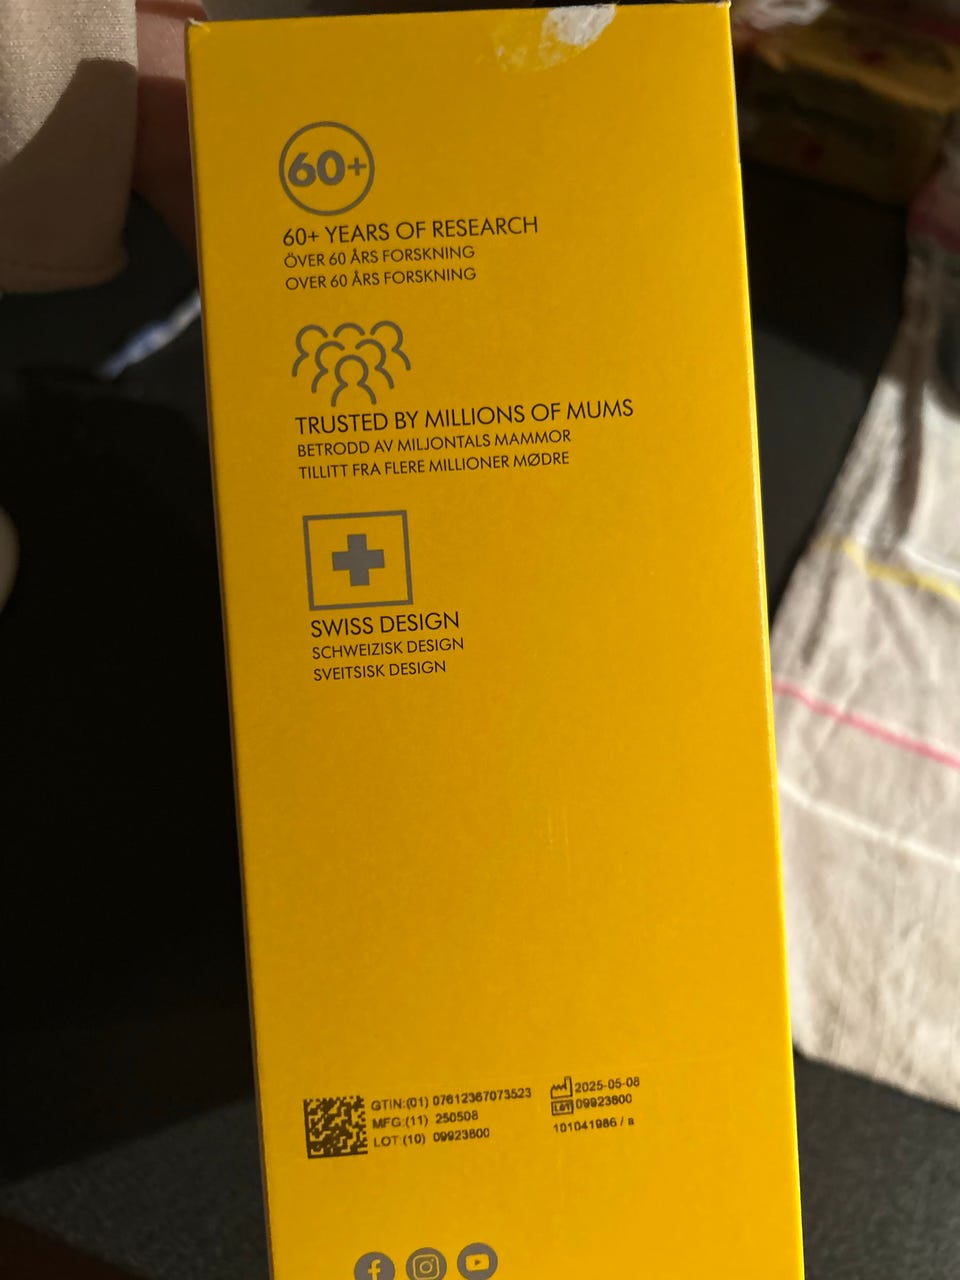 60+
60+ YEARS OF RESEARCH
ÖVER 60 ÅRS FORSKNING
OVER 60 ÅRS FORSKNING
TRUSTED BY MILLIONS OF MUMS
BETRODD AV MILJONTALS MAMMOR
TILLITT FRA FLERE MILLIONER MØDRE
SWISS DESIGN
SCHWEIZISK DESIGN
SVEITSISK DESIGN
GTIN:(01) 07612367073523
MFG:(11) 250508
LOT:(10) 09923800
2025-05-08
LOT 09923800
101041986 / a